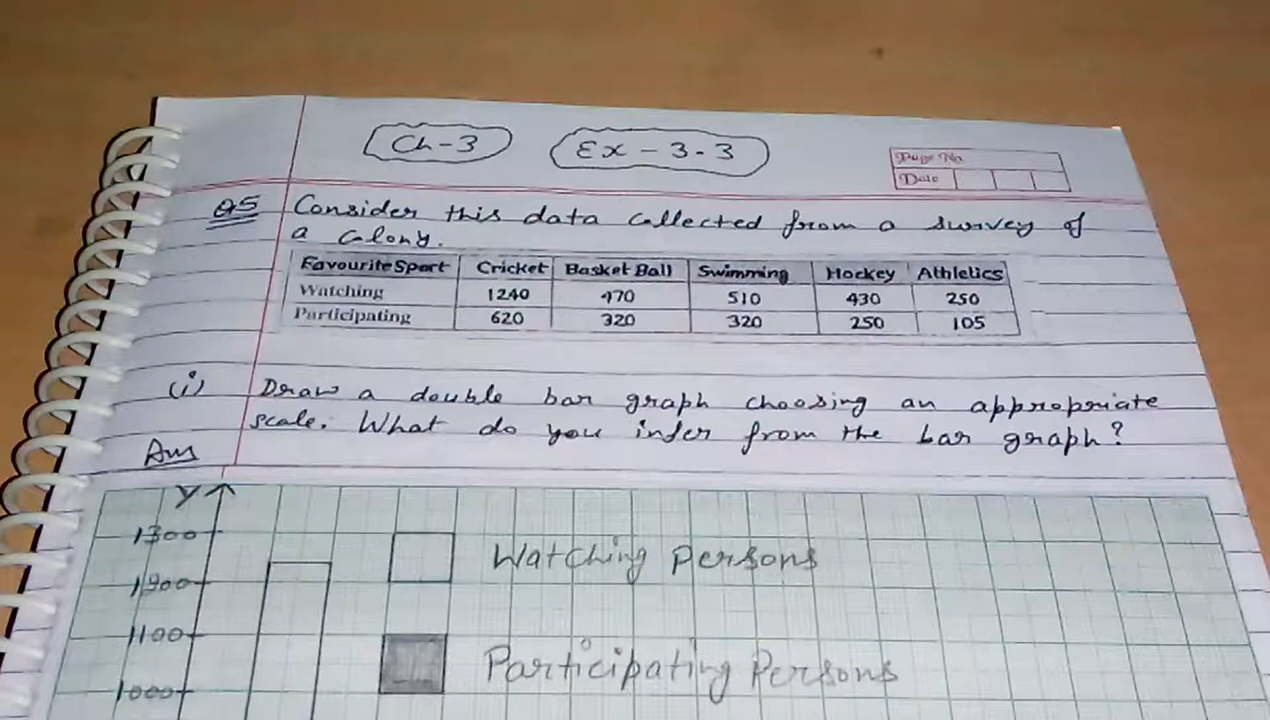 Ch-3
Ex - 3.3
Page No.
Date
Q5 Consider this data collected from a survey of
a colony.
Favourite Sport Cricket Basket Ball Swimming Hockey Athletics
Watching 1240 470 510 430 250
Participating 620 320 320 250 105
(i) Draw a double bar graph choosing an appropriate
scale. What do you infer from the bar graph?
Ans
Y
1300
Watching Persons
1200
1100
Participating Persons
1000